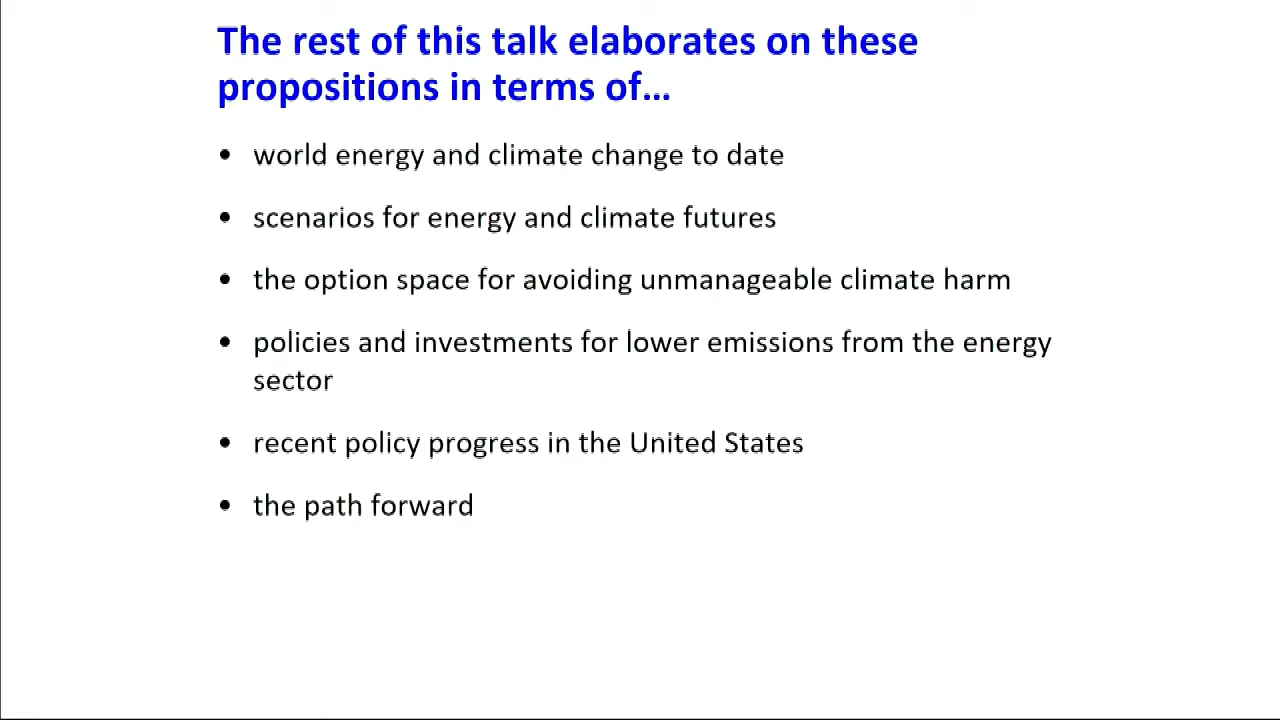 The rest of this talk elaborates on these
propositions in terms of...
• world energy and climate change to date
• scenarios for energy and climate futures
• the option space for avoiding unmanageable climate harm
• policies and investments for lower emissions from the energy
sector
• recent policy progress in the United States
• the path forward